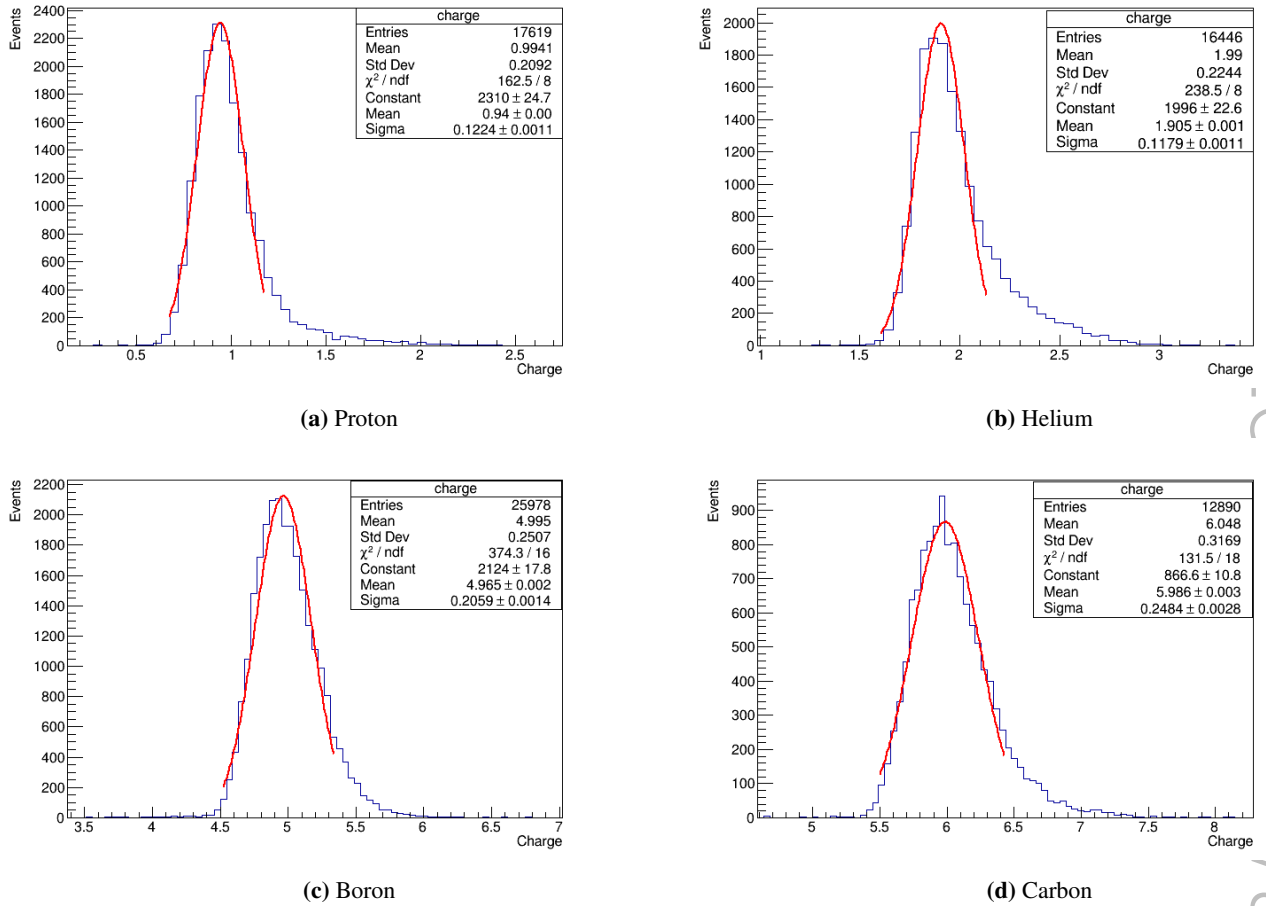 charge
Entries 17619
Mean 0.9941
Std Dev 0.2092
χ² / ndf 162.5 / 8
Constant 2310 ± 24.7
Mean 0.94 ± 0.00
Sigma 0.1224 ± 0.0011
Events
2400
2200
2000
1800
1600
1400
1200
1000
800
600
400
200
0
0.5 1 1.5 2 2.5
Charge
(a) Proton
charge
Entries 16446
Mean 1.99
Std Dev 0.2244
χ² / ndf 238.5 / 8
Constant 1996 ± 22.6
Mean 1.905 ± 0.001
Sigma 0.1179 ± 0.0011
Events
2000
1800
1600
1400
1200
1000
800
600
400
200
0
1 1.5 2 2.5 3
Charge
(b) Helium
charge
Entries 25978
Mean 4.995
Std Dev 0.2507
χ² / ndf 374.3 / 16
Constant 2124 ± 17.8
Mean 4.965 ± 0.002
Sigma 0.2059 ± 0.0014
Events
2200
2000
1800
1600
1400
1200
1000
800
600
400
200
0
3.5 4 4.5 5 5.5 6 6.5 7
Charge
(c) Boron
charge
Entries 12890
Mean 6.048
Std Dev 0.3169
χ² / ndf 131.5 / 18
Constant 866.6 ± 10.8
Mean 5.986 ± 0.003
Sigma 0.2484 ± 0.0028
Events
900
800
700
600
500
400
300
200
100
0
5 5.5 6 6.5 7 7.5 8
Charge
(d) Carbon